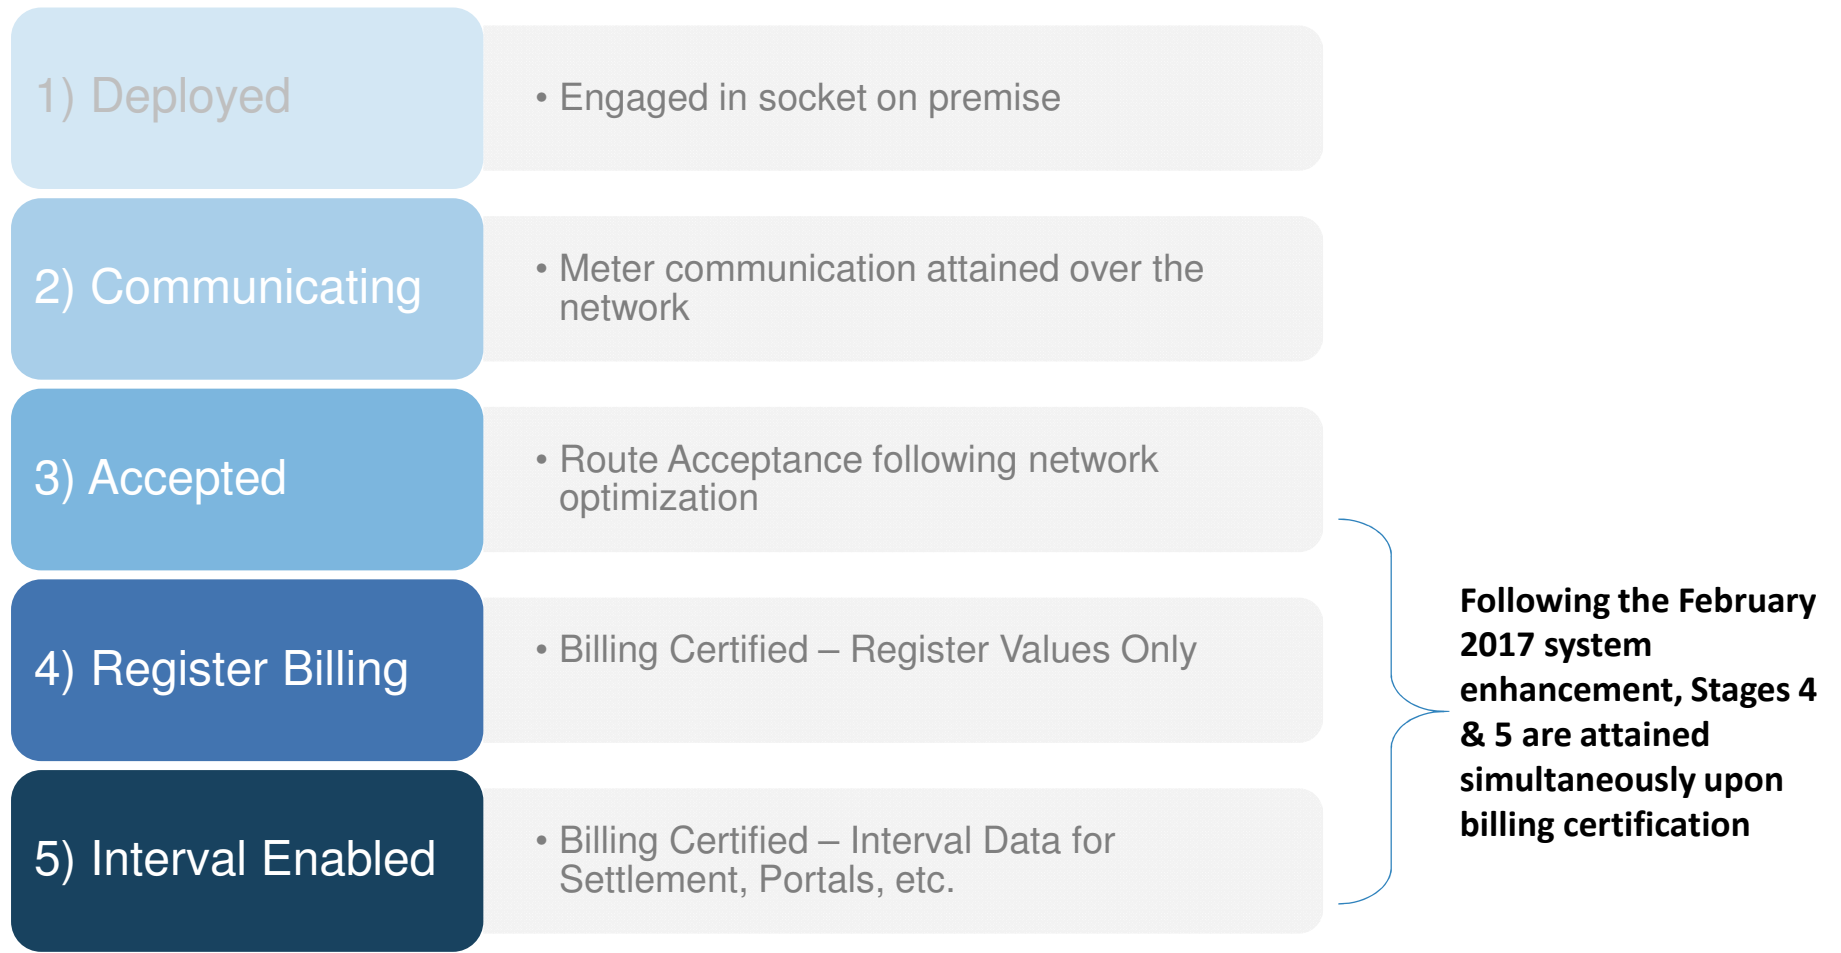 1) Deployed
• Engaged in socket on premise
2) Communicating
• Meter communication attained over the
network
3) Accepted
• Route Acceptance following network
optimization
4) Register Billing
• Billing Certified – Register Values Only
5) Interval Enabled
• Billing Certified – Interval Data for
Settlement, Portals, etc.
Following the February
2017 system
enhancement, Stages 4
& 5 are attained
simultaneously upon
billing certification